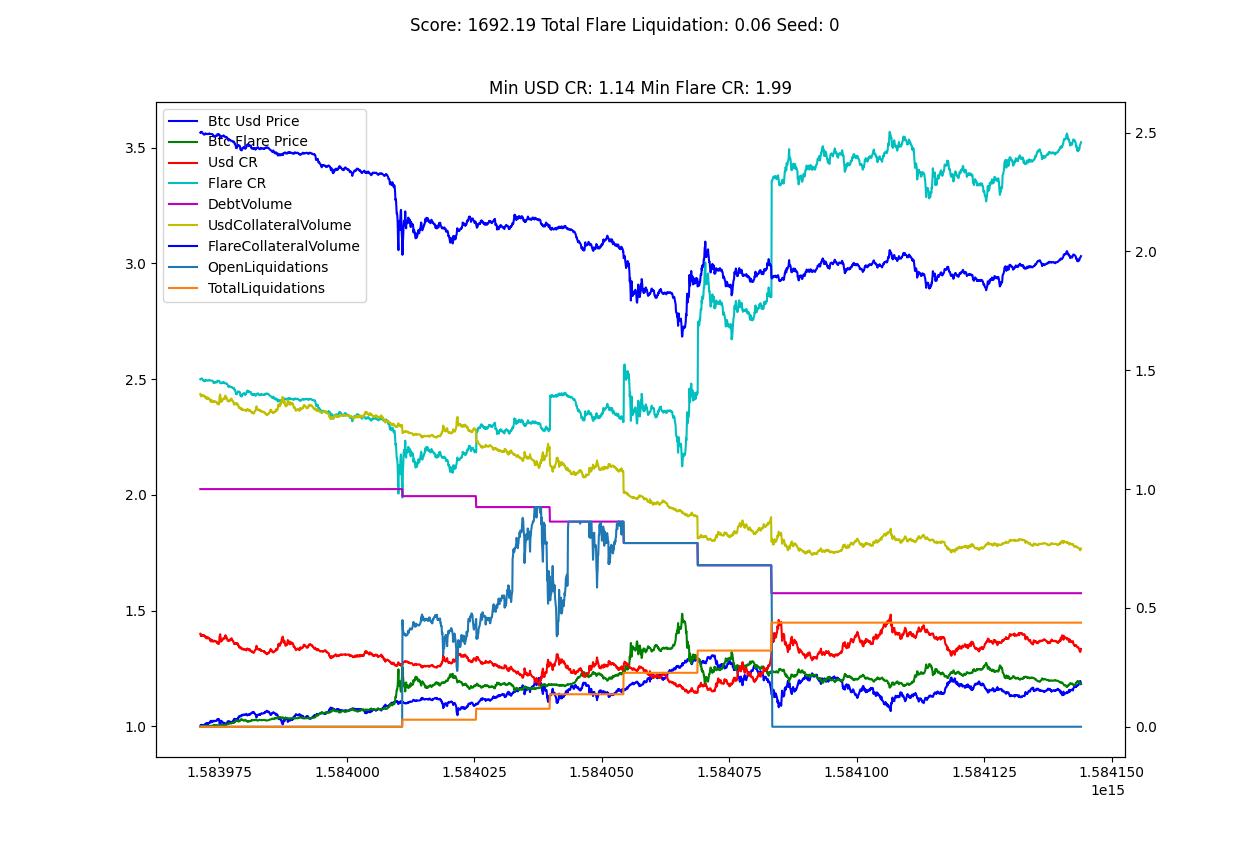 Score: 1692.19 Total Flare Liquidation: 0.06 Seed: 0
Min USD CR: 1.14 Min Flare CR: 1.99
Btc Usd Price
Btc Flare Price
Usd CR
Flare CR
DebtVolume
UsdCollateralVolume
FlareCollateralVolume
OpenLiquidations
TotalLiquidations
3.5
3.0
2.5
2.0
1.5
1.0
2.5
2.0
1.5
1.0
0.5
0.0
1.583975
1.584000
1.584025
1.584050
1.584075
1.584100
1.584125
1.584150
1e15